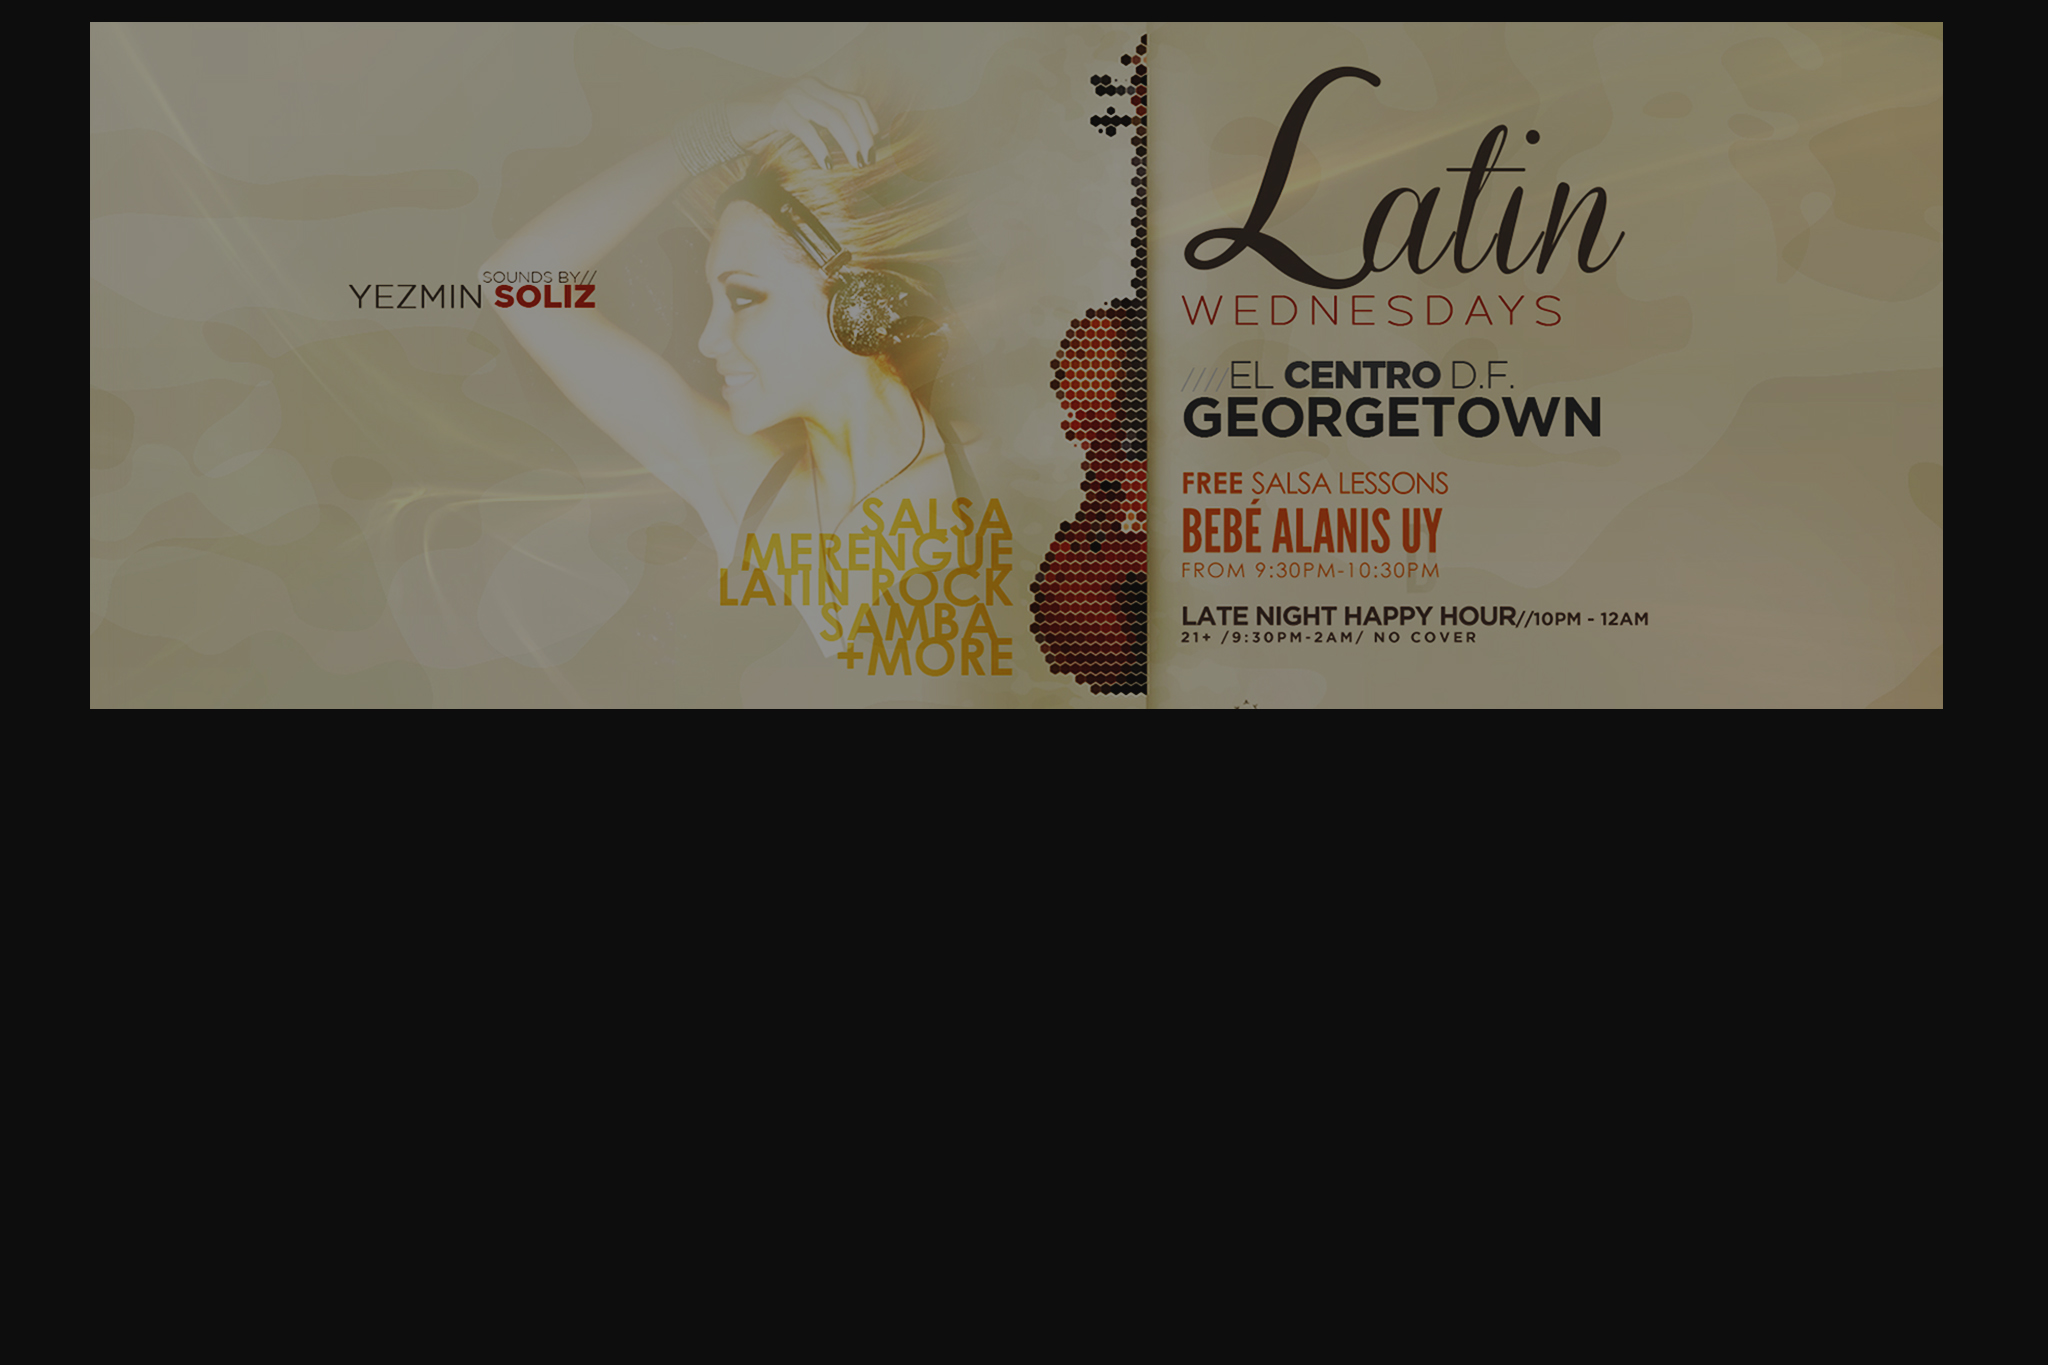 SOUNDS BY//
YEZMIN SOLIZ
SALSA
MERENGUE
LATIN ROCK
SAMBA
+MORE
Latin
WEDNESDAYS
////EL CENTRO D.F.
GEORGETOWN
FREE SALSA LESSONS
BEBÉ ALANIS UY
FROM 9:30PM-10:30PM
LATE NIGHT HAPPY HOUR//10PM - 12AM
21+ /9:30PM-2AM/ NO COVER